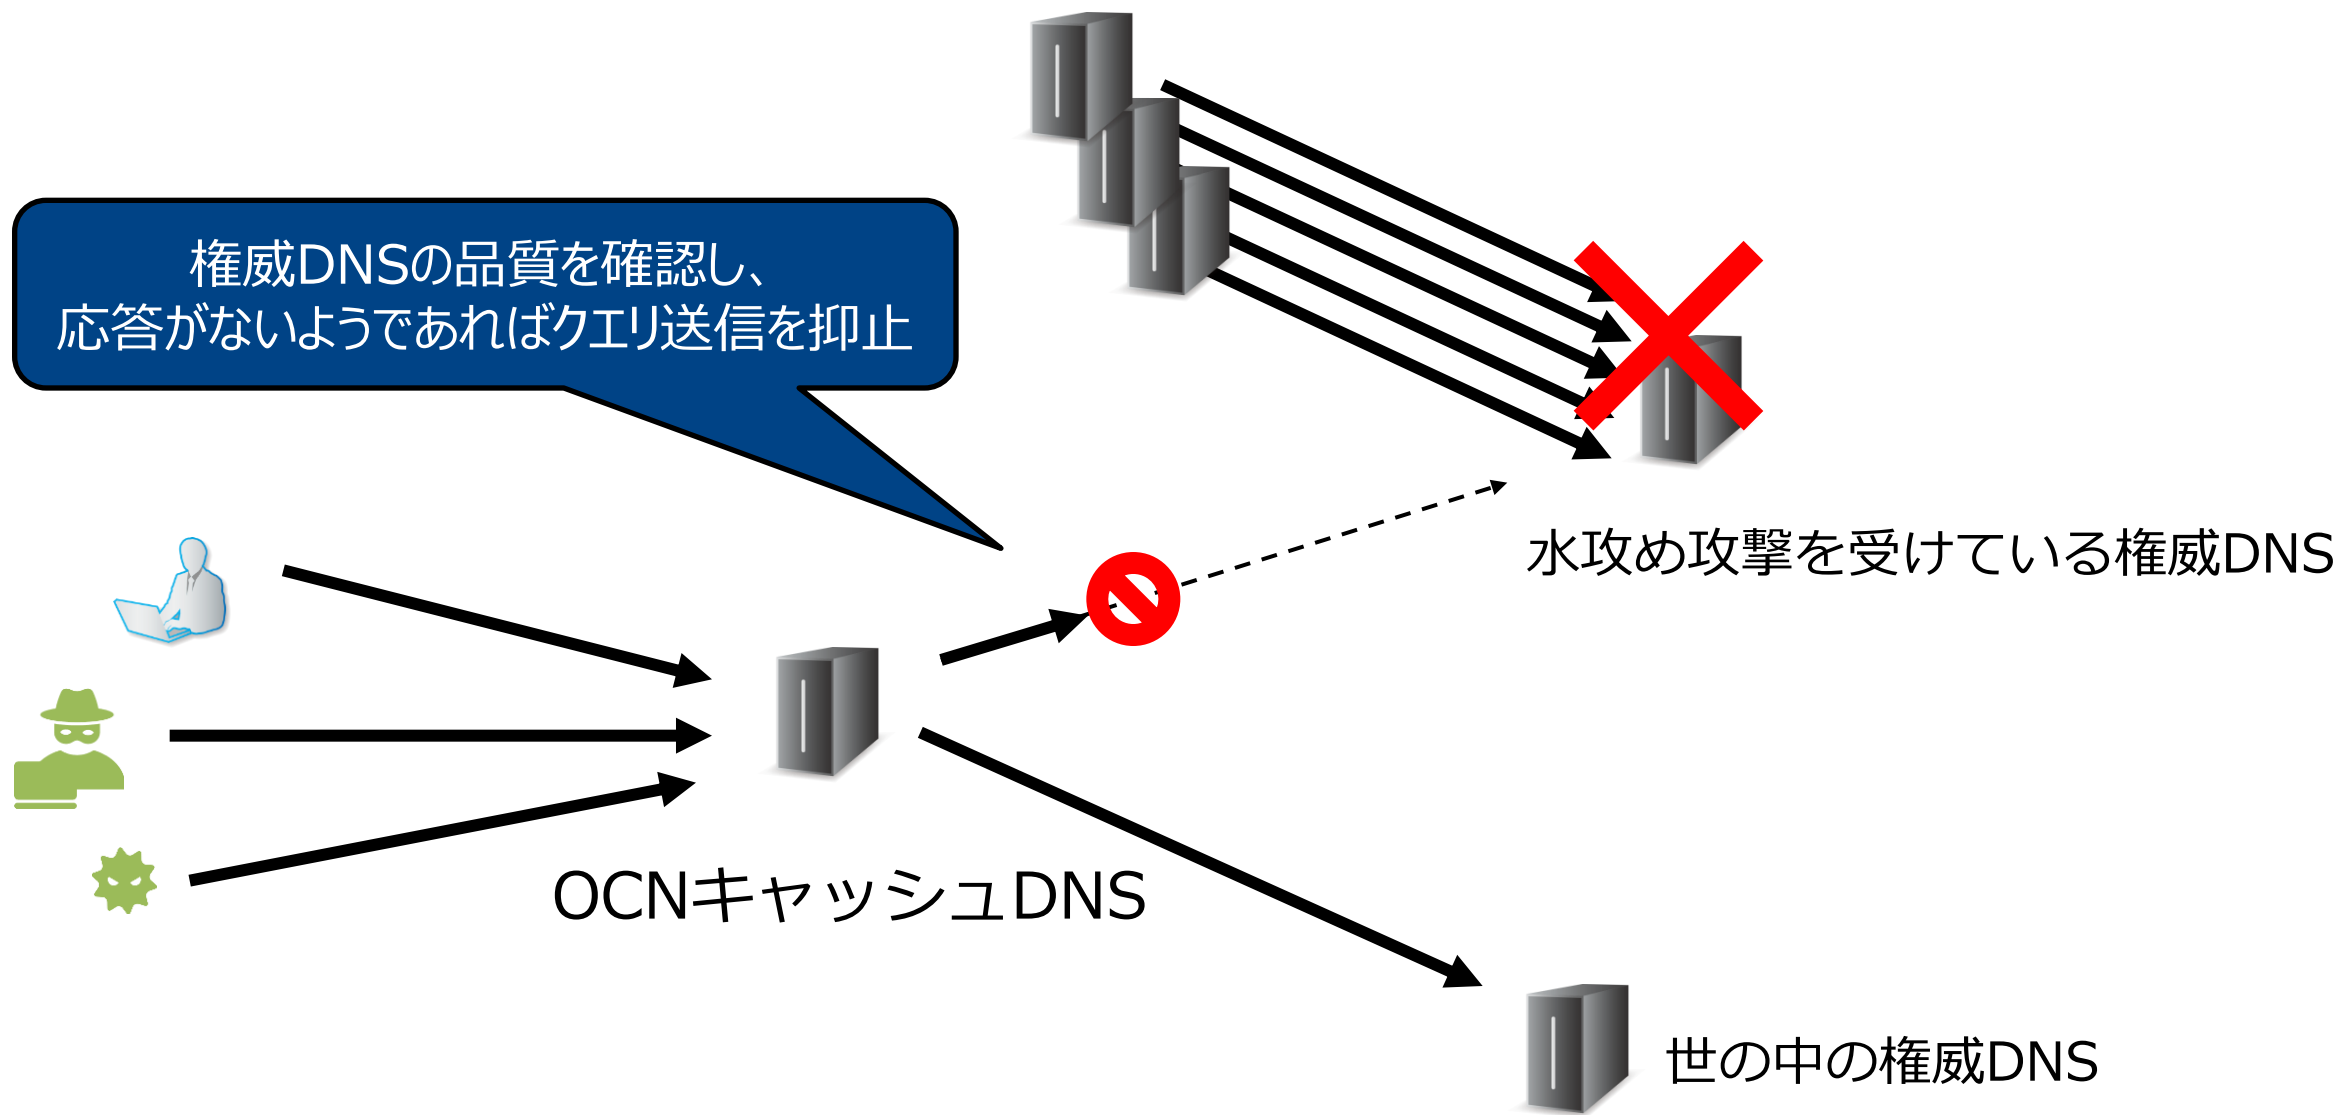 権威DNSの品質を確認し、
応答がないようであればクエリ送信を抑止
水攻め攻撃を受けている権威DNS
OCNキャッシュDNS
世の中の権威DNS